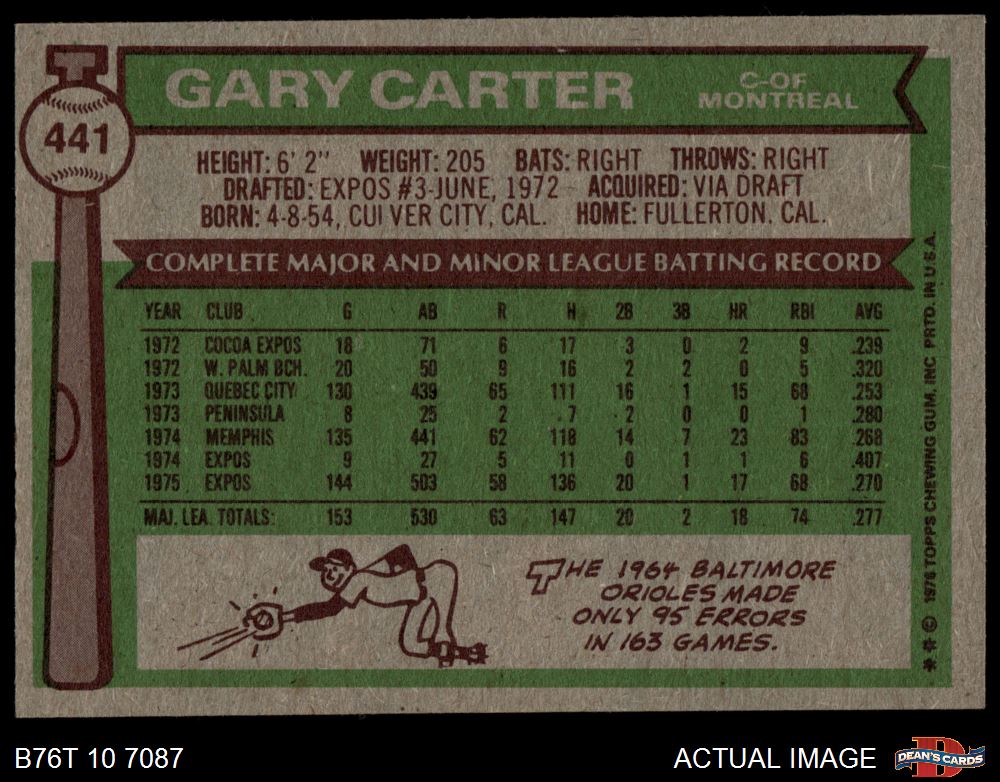 T
441
GARY CARTER
C-OF
MONTREAL
HEIGHT: 6' 2" WEIGHT: 205 BATS: RIGHT THROWS: RIGHT
DRAFTED: EXPOS #3-JUNE, 1972 ACQUIRED: VIA DRAFT
BORN: 4-8-54, CULVER CITY, CAL. HOME: FULLERTON, CAL.
COMPLETE MAJOR AND MINOR LEAGUE BATTING RECORD
YEAR CLUB G AB R H 2B 3B HR RBI AVG
1972 COCOA EXPOS 18 71 6 17 3 0 2 9 .239
1972 W. PALM BCH. 20 50 9 16 2 2 0 5 .320
1973 QUEBEC CITY 130 439 65 111 16 1 15 68 .253
1973 PENINSULA 8 25 2 7 2 0 0 1 .280
1974 MEMPHIS 135 441 62 118 14 7 23 83 .268
1974 EXPOS 9 27 5 11 0 1 1 6 .407
1975 EXPOS 144 503 58 136 20 1 17 68 .270
MAJ. LEA. TOTALS: 153 530 63 147 20 2 18 74 .277
THE 1964 BALTIMORE
ORIOLES MADE
ONLY 95 ERRORS
IN 163 GAMES.
** © 1976 TOPPS CHEWING GUM, INC. PRTD. IN U.S.A.
B76T 10 7087
ACTUAL IMAGE
D
DEAN'S CARDS